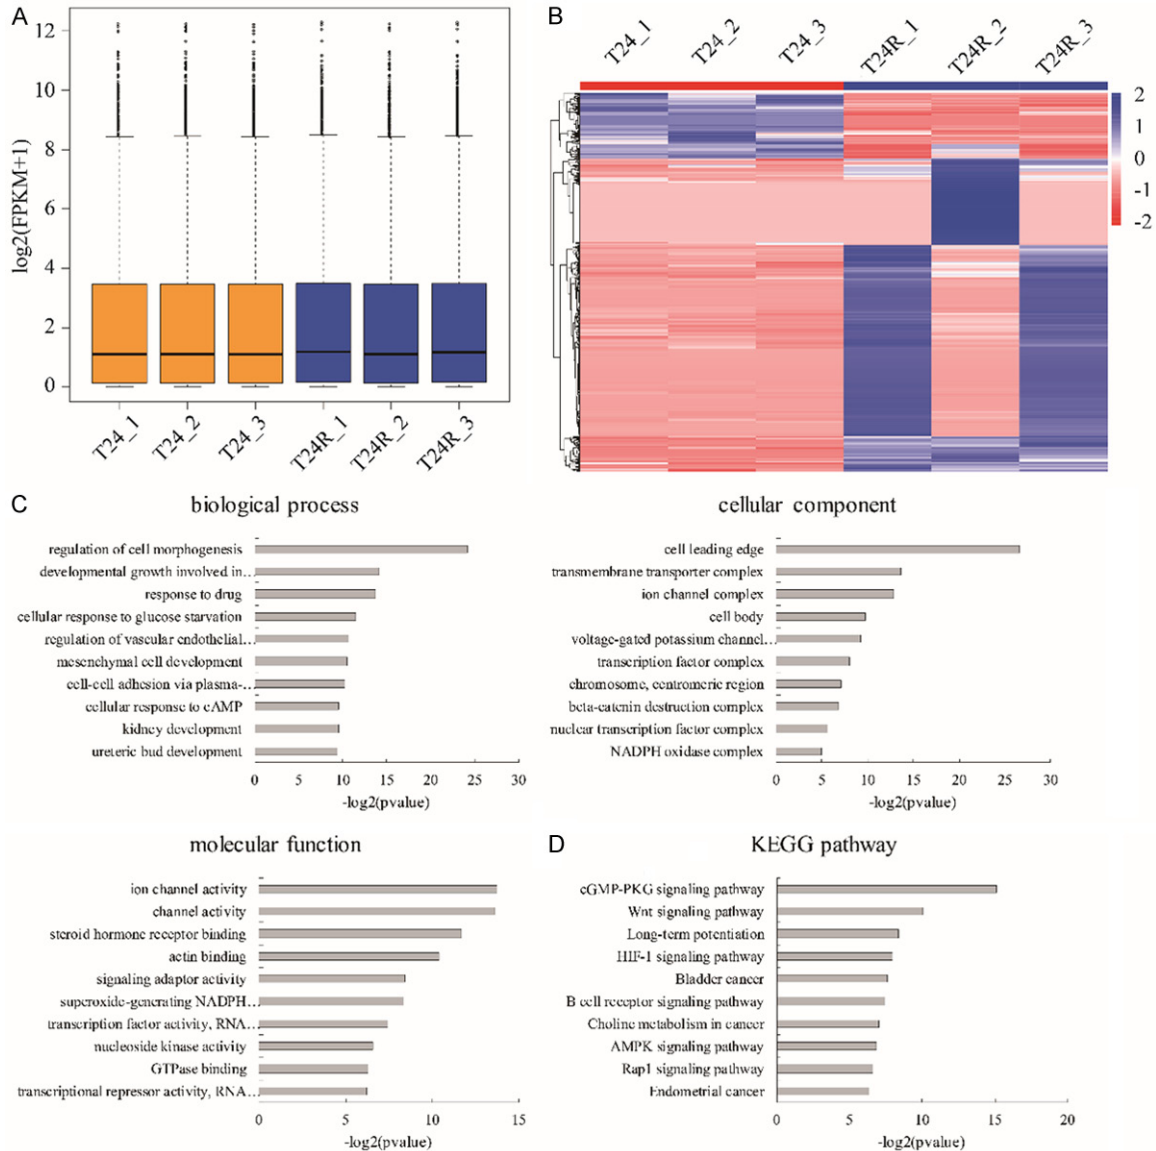 A
log2(FPKM+1)
12
10
8
6
4
2
0
T24_1
T24_2
T24_3
T24R_1
T24R_2
T24R_3
B
T24_1
T24_2
T24_3
T24R_1
T24R_2
T24R_3
2
1
0
-1
-2
C
biological process
regulation of cell morphogenesis
developmental growth involved in...
response to drug
cellular response to glucose starvation
regulation of vascular endothelial...
mesenchymal cell development
cell-cell adhesion via plasma-...
cellular response to cAMP
kidney development
ureteric bud development
0 5 10 15 20 25 30
-log2(pvalue)
cellular component
cell leading edge
transmembrane transporter complex
ion channel complex
cell body
voltage-gated potassium channel...
transcription factor complex
chromosome, centromeric region
beta-catenin destruction complex
nuclear transcription factor complex
NADPH oxidase complex
0 5 10 15 20 25 30
-log2(pvalue)
molecular function
ion channel activity
channel activity
steroid hormone receptor binding
actin binding
signaling adaptor activity
superoxide-generating NADPH...
transcription factor activity, RNA...
nucleoside kinase activity
GTPase binding
transcriptional repressor activity, RNA...
0 5 10 15
-log2(pvalue)
D
KEGG pathway
cGMP-PKG signaling pathway
Wnt signaling pathway
Long-term potentiation
HIF-1 signaling pathway
Bladder cancer
B cell receptor signaling pathway
Choline metabolism in cancer
AMPK signaling pathway
Rap1 signaling pathway
Endometrial cancer
0 5 10 15 20
-log2(pvalue)